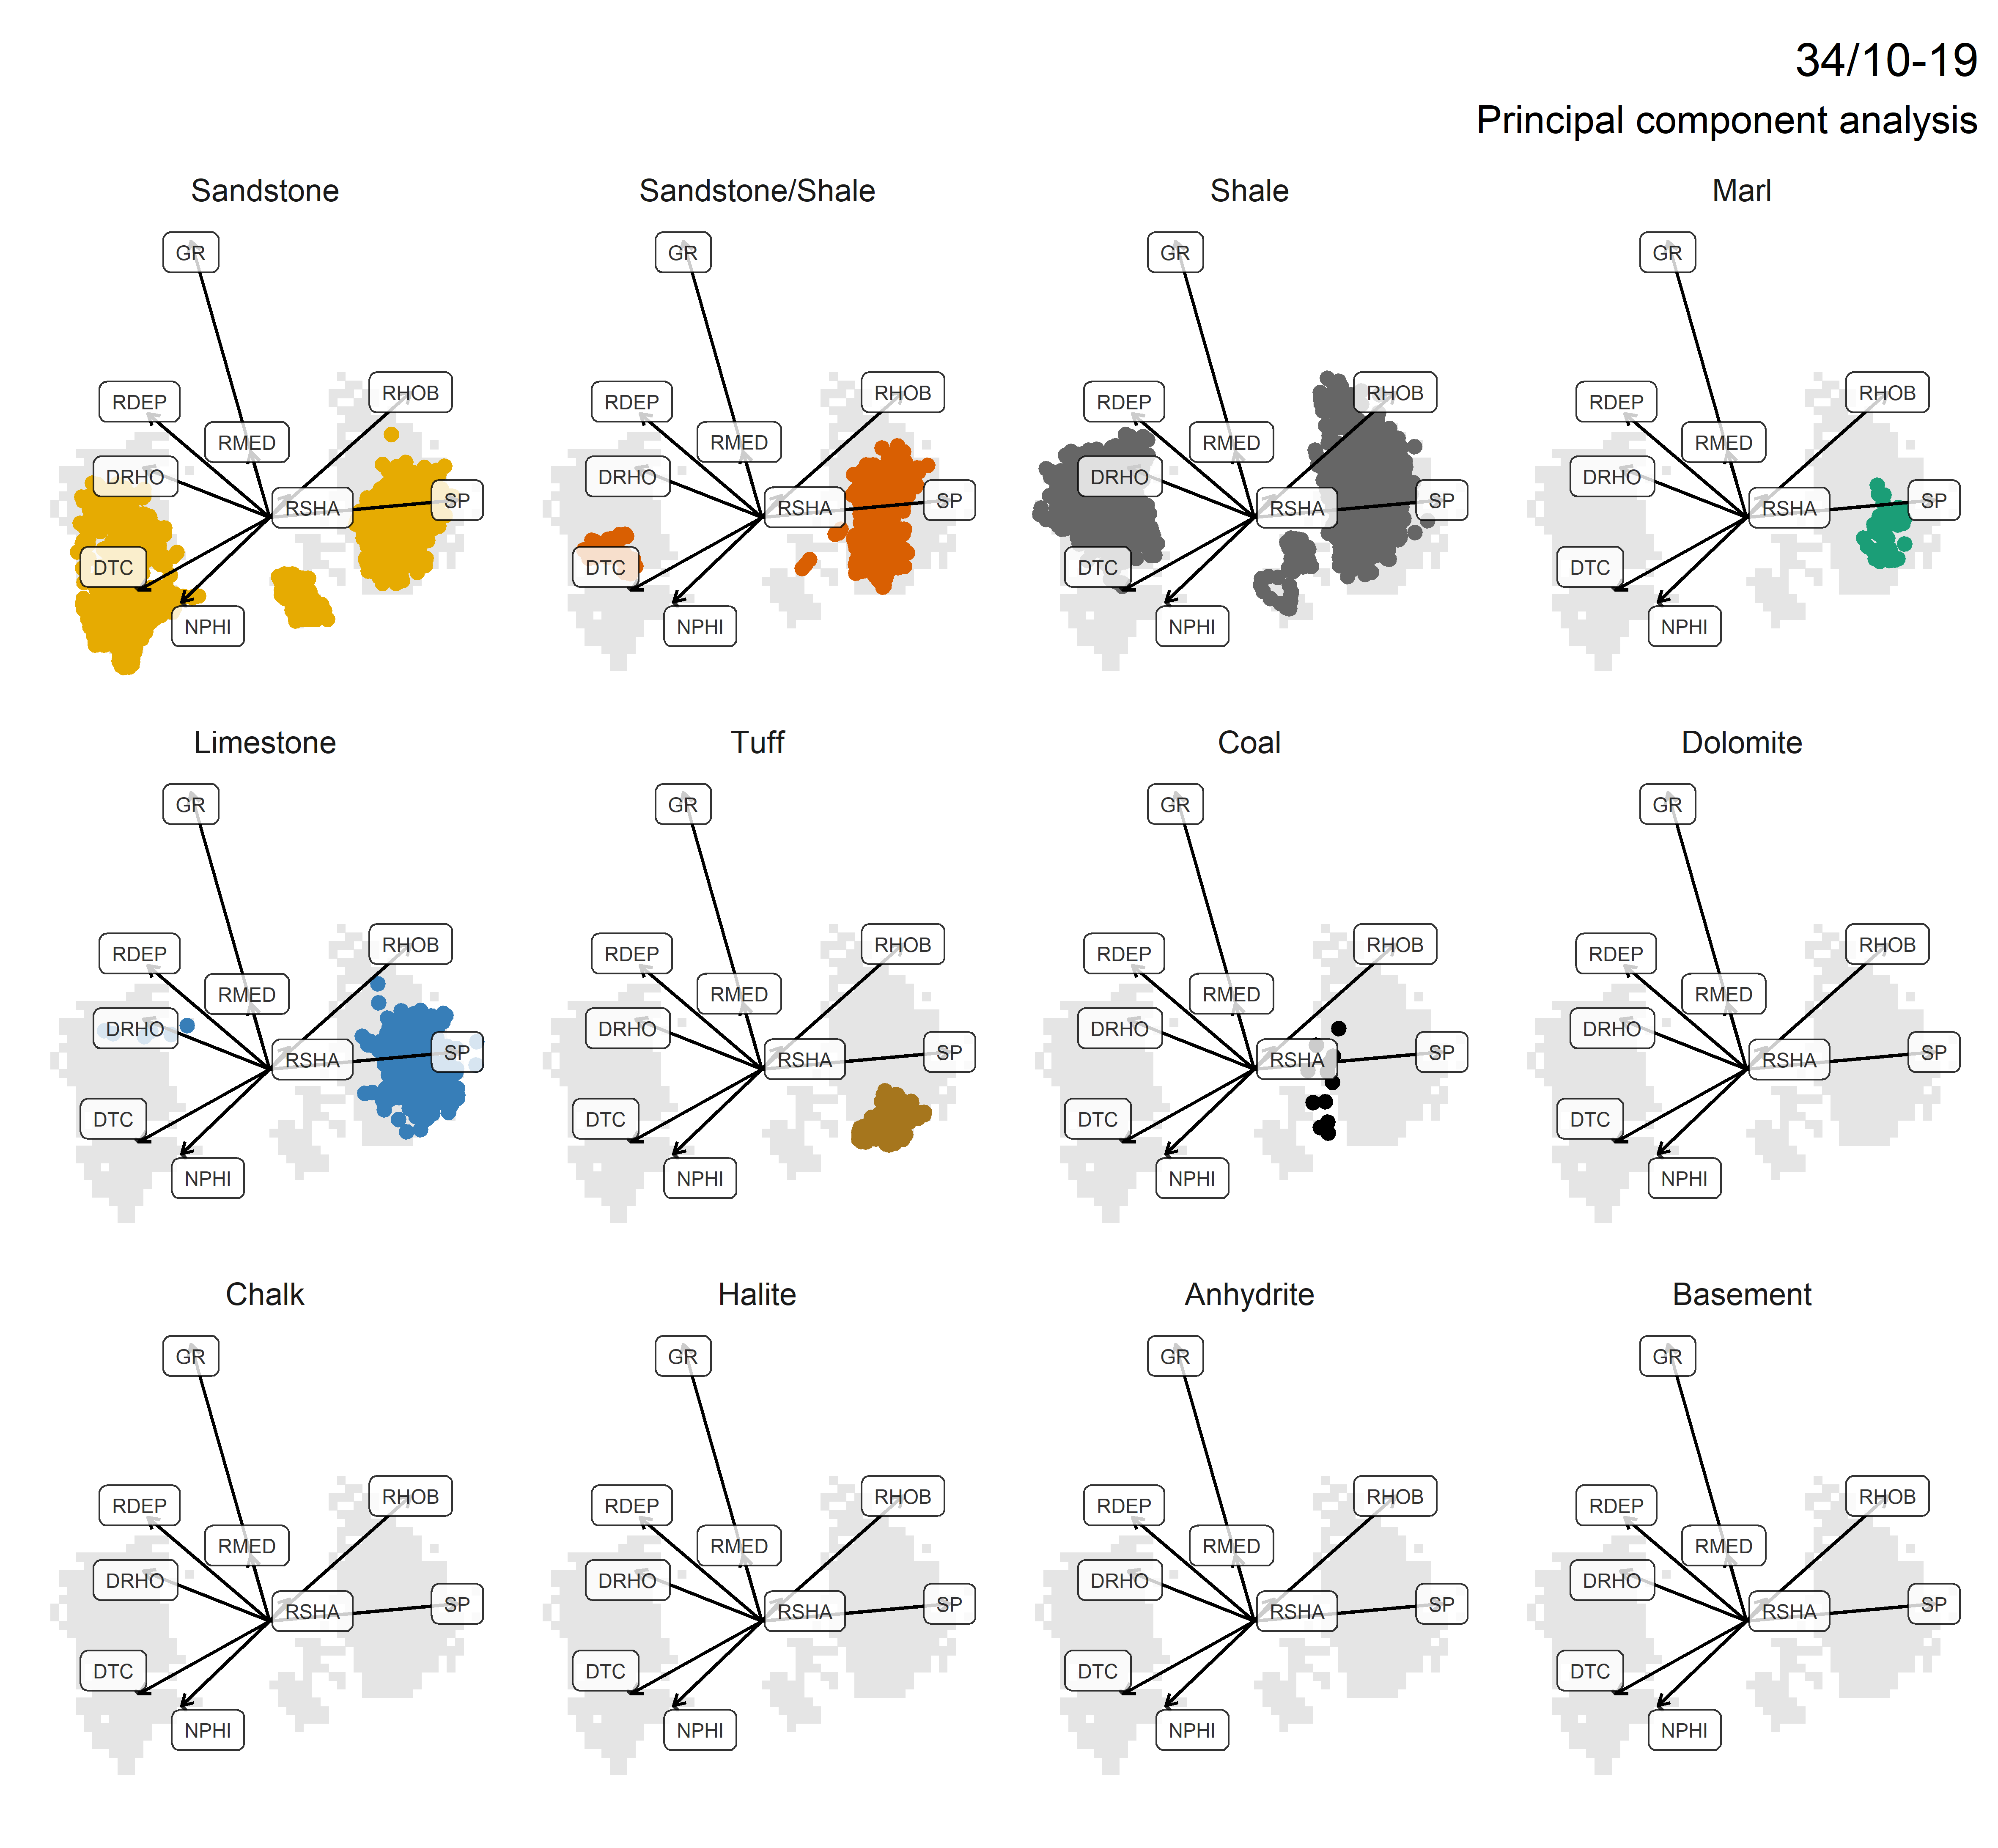 34/10-19
Principal component analysis
Sandstone
Sandstone/Shale
Shale
Marl
GR
RDEP
RMED
RHOB
DRHO
RSHA
SP
DTC
NPHI
GR
RDEP
RMED
RHOB
DRHO
RSHA
SP
DTC
NPHI
GR
RDEP
RMED
RHOB
DRHO
RSHA
SP
DTC
NPHI
GR
RDEP
RMED
RHOB
DRHO
RSHA
SP
DTC
NPHI
Limestone
Tuff
Coal
Dolomite
GR
RDEP
RMED
RHOB
DRHO
RSHA
SP
DTC
NPHI
GR
RDEP
RMED
RHOB
DRHO
RSHA
SP
DTC
NPHI
GR
RDEP
RMED
RHOB
DRHO
RSHA
SP
DTC
NPHI
GR
RDEP
RMED
RHOB
DRHO
RSHA
SP
DTC
NPHI
Chalk
Halite
Anhydrite
Basement
GR
RDEP
RMED
RHOB
DRHO
RSHA
SP
DTC
NPHI
GR
RDEP
RMED
RHOB
DRHO
RSHA
SP
DTC
NPHI
GR
RDEP
RMED
RHOB
DRHO
RSHA
SP
DTC
NPHI
GR
RDEP
RMED
RHOB
DRHO
RSHA
SP
DTC
NPHI